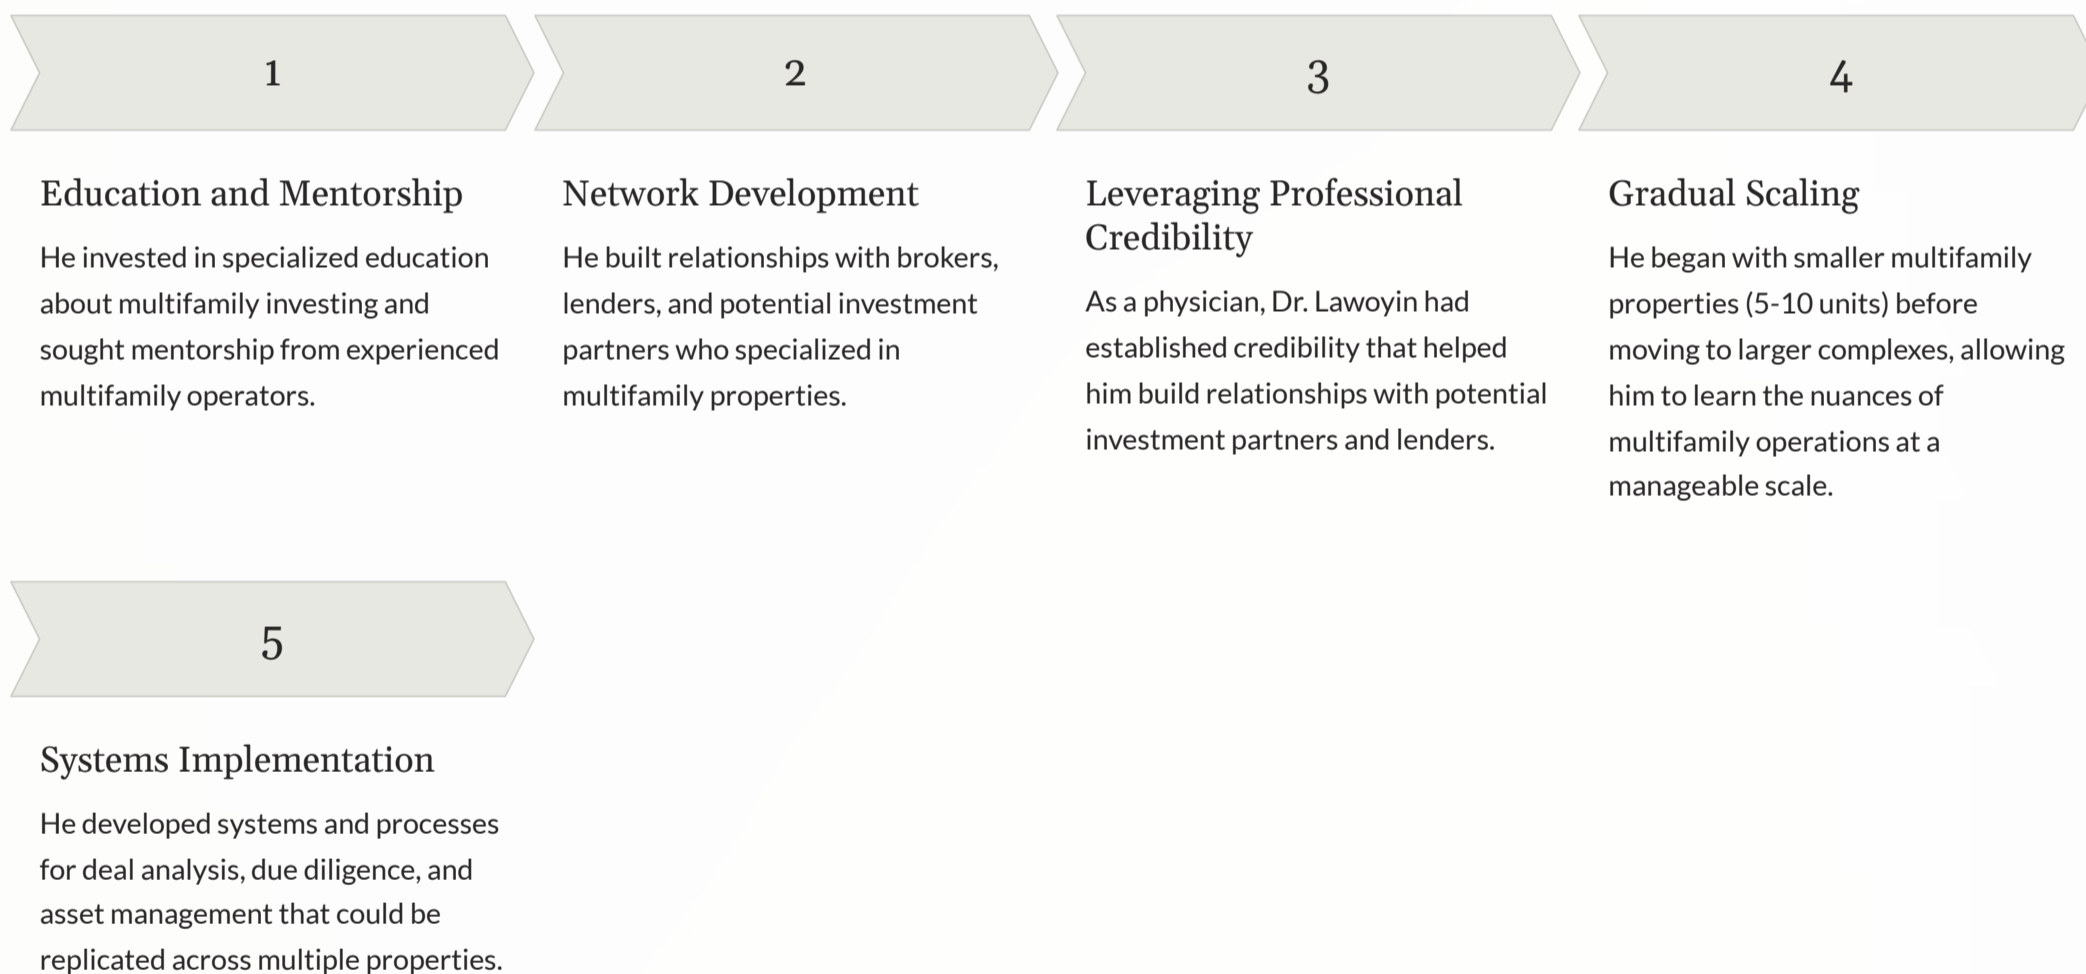 1
2
3
4
Education and Mentorship
He invested in specialized education
about multifamily investing and
sought mentorship from experienced
multifamily operators.
Network Development
He built relationships with brokers,
lenders, and potential investment
partners who specialized in
multifamily properties.
Leveraging Professional
Credibility
As a physician, Dr. Lawoyin had
established credibility that helped
him build relationships with potential
investment partners and lenders.
Gradual Scaling
He began with smaller multifamily
properties (5-10 units) before
moving to larger complexes, allowing
him to learn the nuances of
multifamily operations at a
manageable scale.
5
Systems Implementation
He developed systems and processes
for deal analysis, due diligence, and
asset management that could be
replicated across multiple properties.